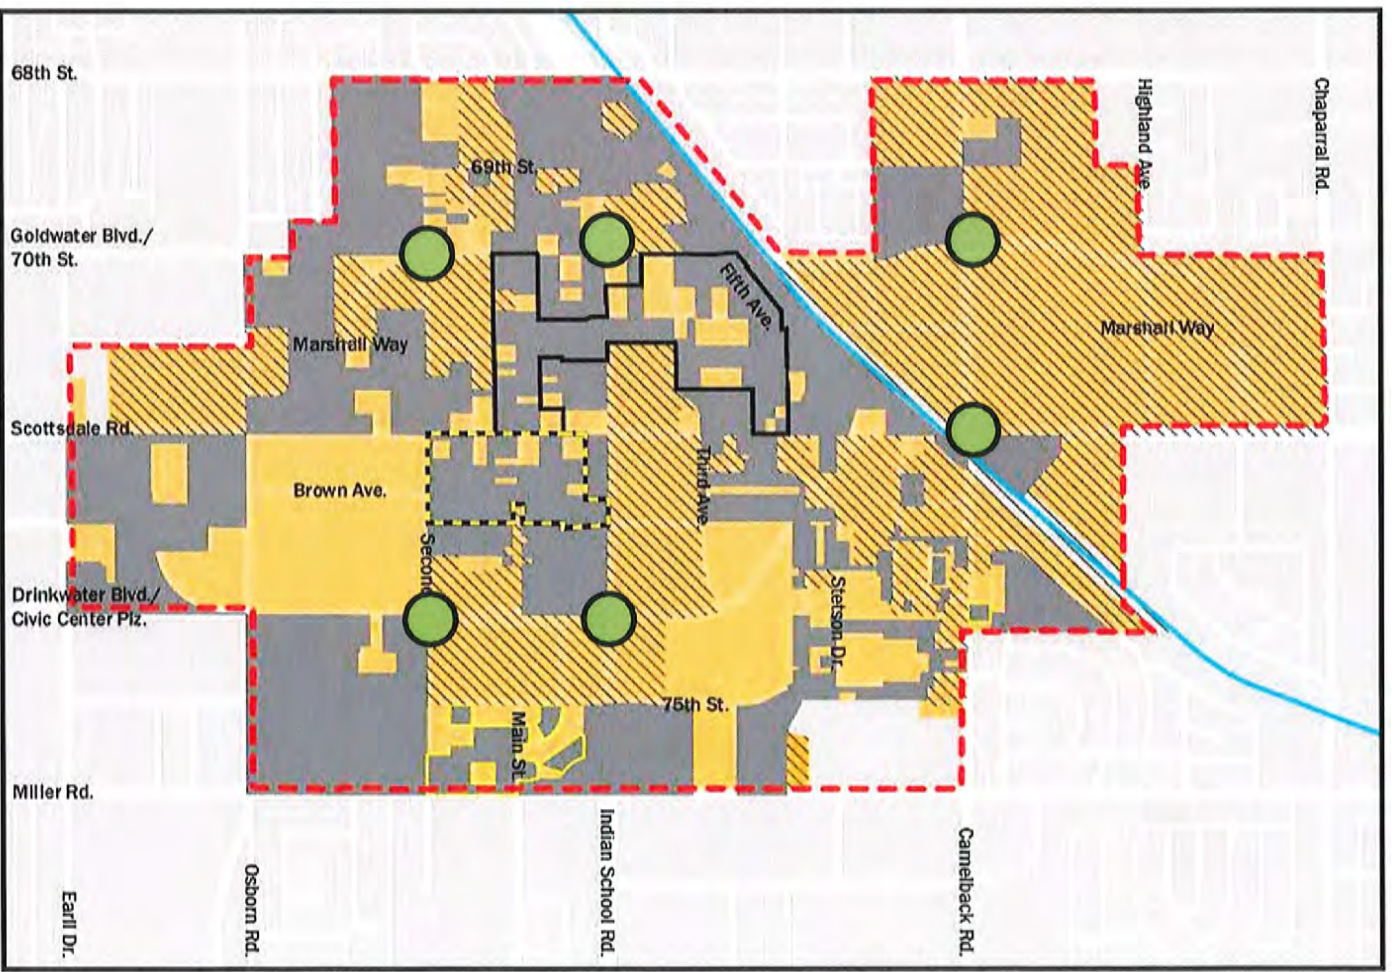 68th St.
Highland Ave.
Chaparral Rd.
69th St.
Goldwater Blvd./
70th St.
Fifth Ave.
Marshall Way
Marshall Way
Scottsdale Rd.
Third Ave.
Brown Ave.
Second
Drinkwater Blvd./
Civic Center Plz.
Stetson Dr.
75th St.
Main St.
Miller Rd.
Indian School Rd.
Camelback Rd.
Osborn Rd.
Earll Dr.